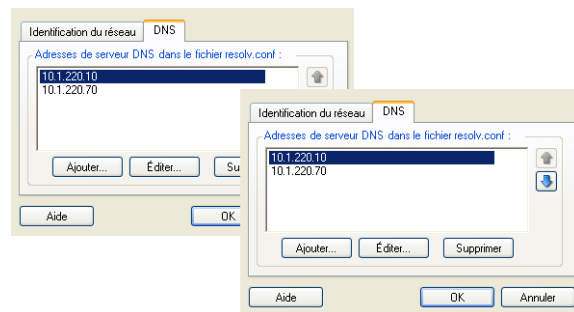 Identification du réseau DNS
Adresses de serveur DNS dans le fichier resolv.conf :
10.1.220.10
10.1.220.70
Ajouter... Éditer... Su
Aide OK
Identification du réseau DNS
Adresses de serveur DNS dans le fichier resolv.conf :
10.1.220.10
10.1.220.70
Ajouter... Éditer... Supprimer
Aide OK Annuler